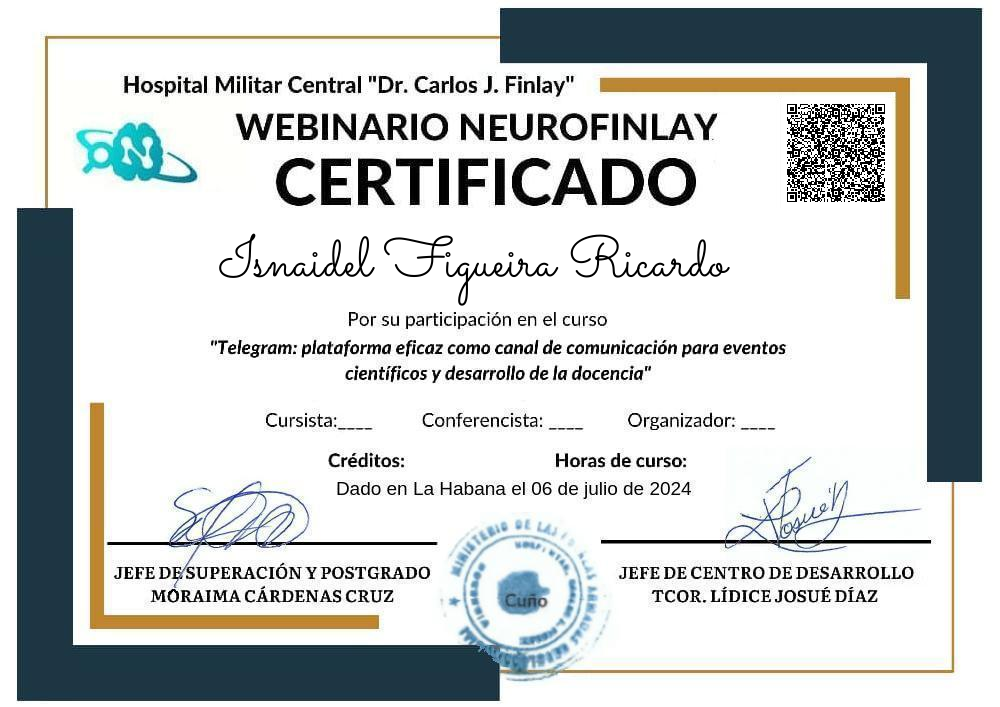 Hospital Militar Central "Dr. Carlos J. Finlay"
WEBINARIO NEUROFINLAY
CERTIFICADO
Isnaidel Figueira Ricardo
Por su participación en el curso
"Telegram: plataforma eficaz como canal de comunicación para eventos
científicos y desarrollo de la docencia"
Cursista:____ Conferencista: ____ Organizador: ____
Créditos: Horas de curso:
Dado en La Habana el 06 de julio de 2024
JEFE DE SUPERACIÓN Y POSTGRADO
MORAIMA CÁRDENAS CRUZ
JEFE DE CENTRO DE DESARROLLO
TCOR. LÍDICE JOSUÉ DÍAZ
MINISTERIO DE LAS
ARMADAS
Cuño